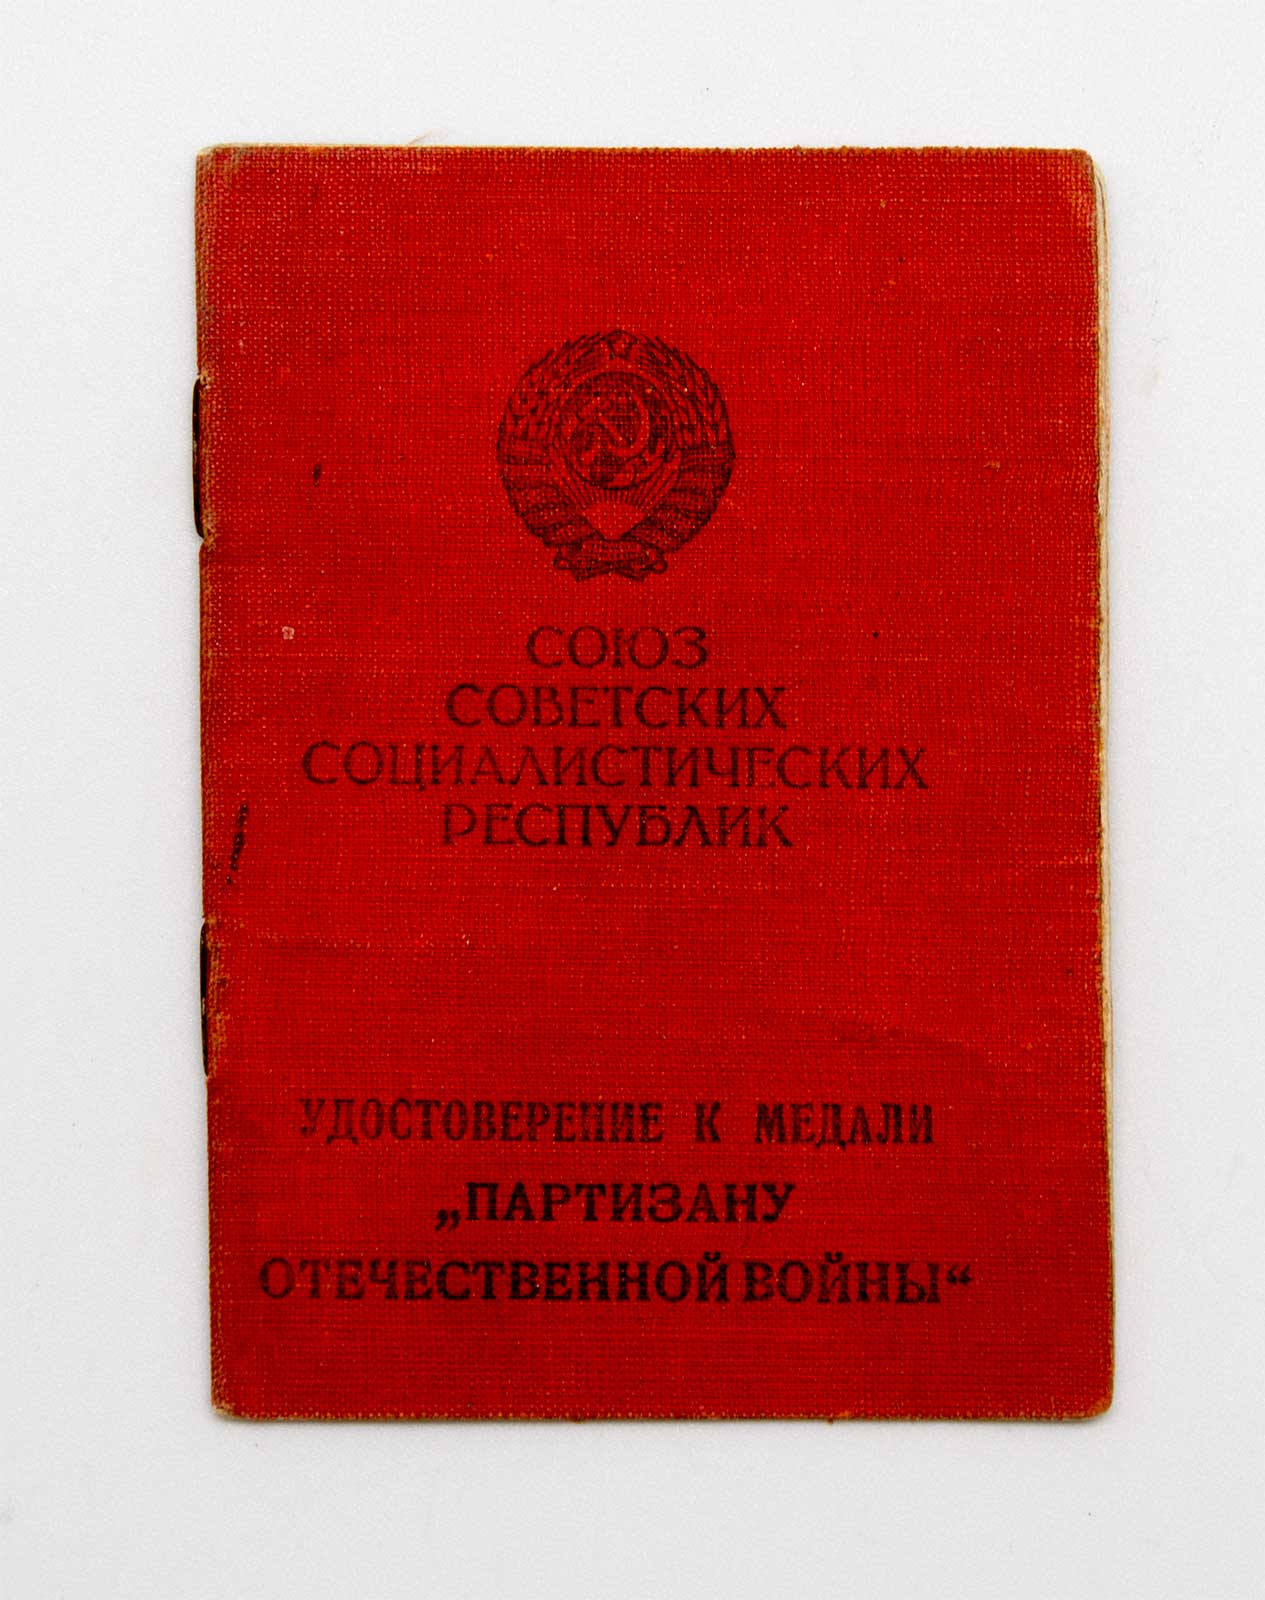 СОЮЗ
СОВЕТСКИХ
СОЦИАЛИСТИЧЕСКИХ
РЕСПУБЛИК
УДОСТОВЕРЕНИЕ К МЕДАЛИ
„ПАРТИЗАНУ
ОТЕЧЕСТВЕННОЙ ВОЙНЫ“